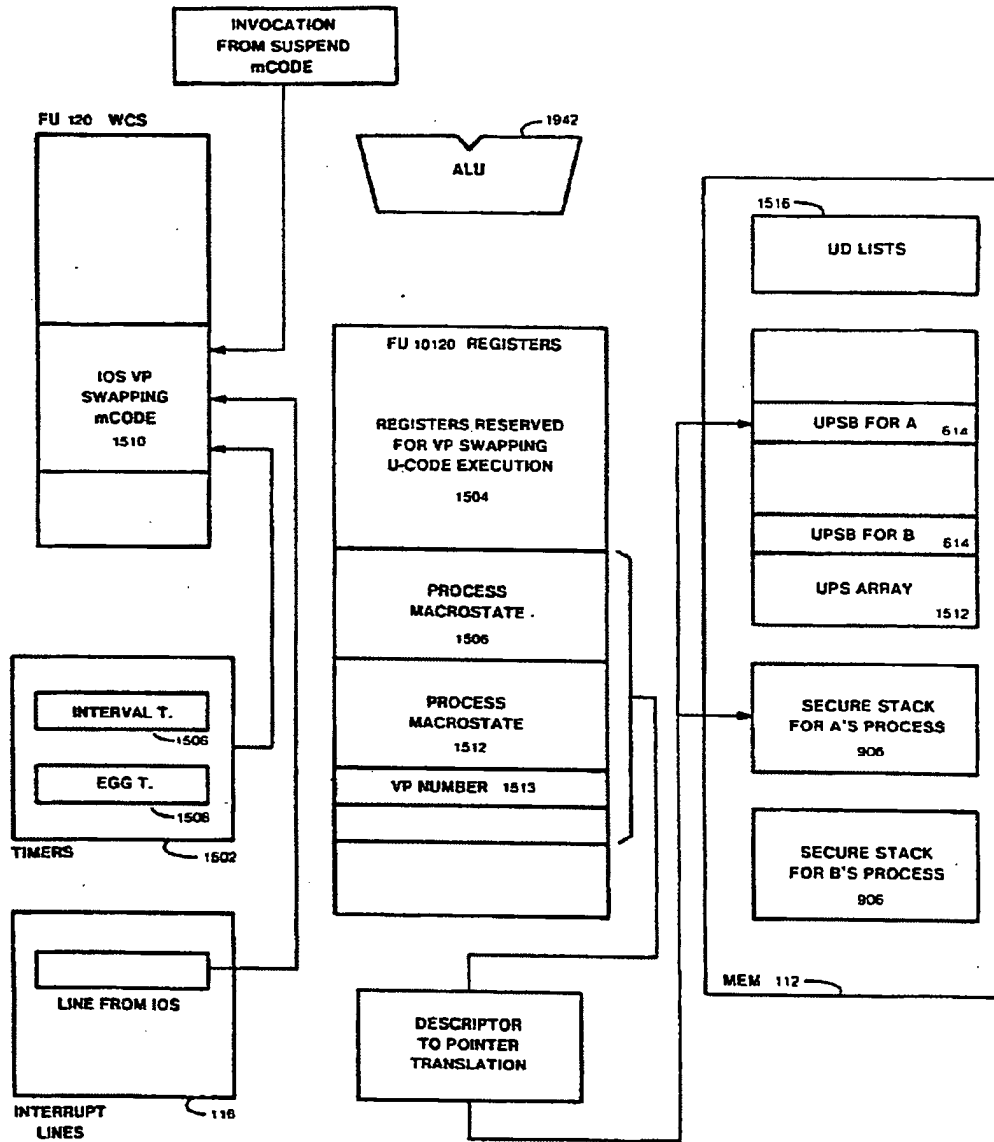 INVOCATION
FROM SUSPEND
mCODE
FU 120 WCS
1942
ALU
IOS VP
SWAPPING
mCODE
1510
FU 10120 REGISTERS
REGISTERS RESERVED
FOR VP SWAPPING
U-CODE EXECUTION
1504
PROCESS
MACROSTATE
1506
PROCESS
MACROSTATE
1512
VP NUMBER 1513
1516
UD LISTS
UPSB FOR A 614
UPSB FOR B 614
UPS ARRAY
1512
SECURE STACK
FOR A'S PROCESS
906
SECURE STACK
FOR B'S PROCESS
906
MEM 112
INTERVAL T.
1506
EGG T.
1508
TIMERS
1502
LINE FROM IOS
INTERRUPT
LINES
116
DESCRIPTOR
TO POINTER
TRANSLATION